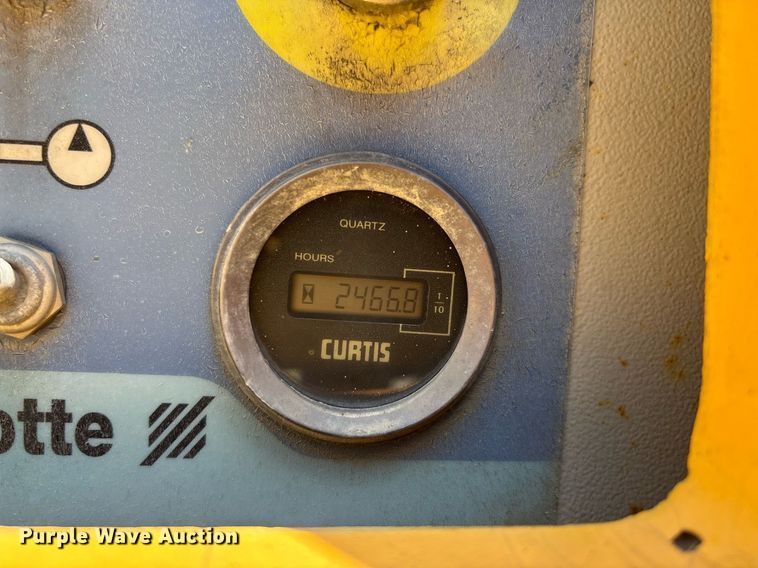 QUARTZ
HOURS
2466.8
1
10
CURTIS
otte
Purple Wave Auction